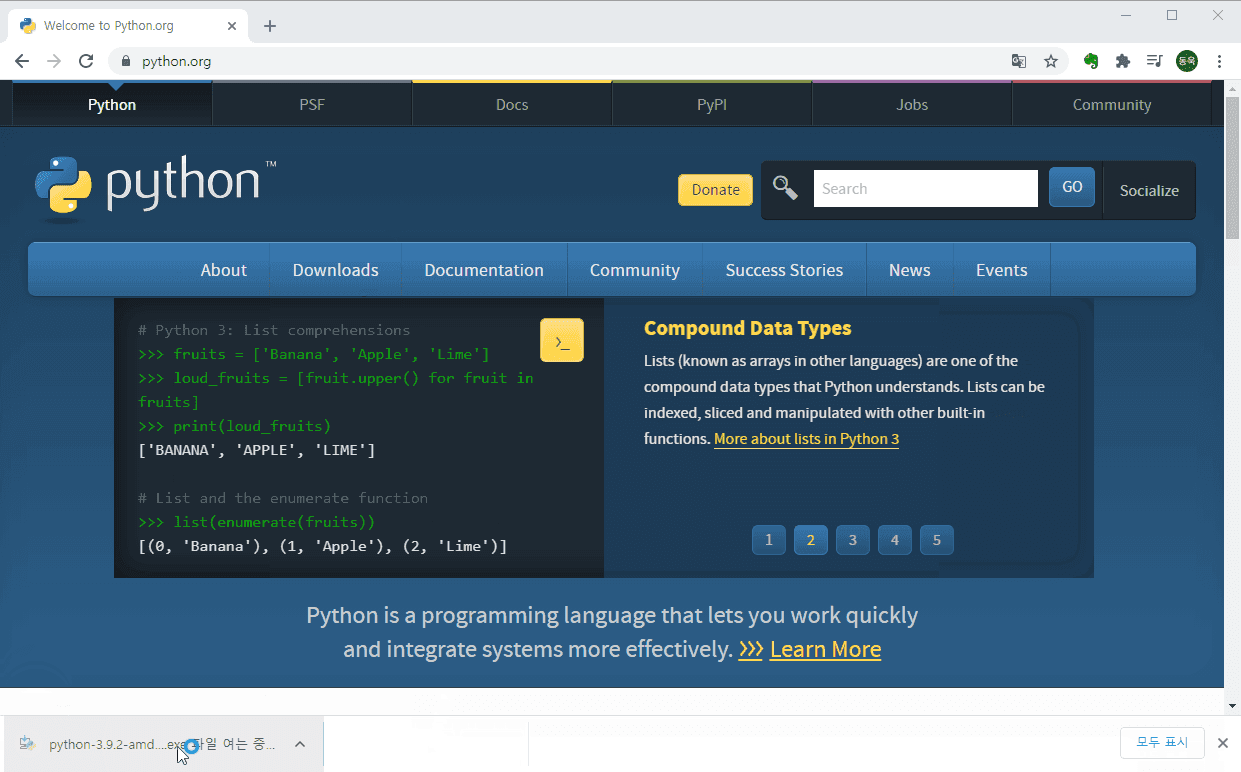 Welcome to Python.org
python.org
동욱
Python PSF Docs PyPI Jobs Community
python™
Donate Search GO Socialize
About Downloads Documentation Community Success Stories News Events
# Python 3: List comprehensions
>>> fruits = ['Banana', 'Apple', 'Lime']
>>> loud_fruits = [fruit.upper() for fruit in
fruits]
>>> print(loud_fruits)
['BANANA', 'APPLE', 'LIME']
# List and the enumerate function
>>> list(enumerate(fruits))
[(0, 'Banana'), (1, 'Apple'), (2, 'Lime')]
>_
Compound Data Types
Lists (known as arrays in other languages) are one of the
compound data types that Python understands. Lists can be
indexed, sliced and manipulated with other built-in
functions. More about lists in Python 3
1 2 3 4 5
Python is a programming language that lets you work quickly
and integrate systems more effectively. >>> Learn More
python-3.9.2-amd....exe 파일 여는 중...
모두 표시